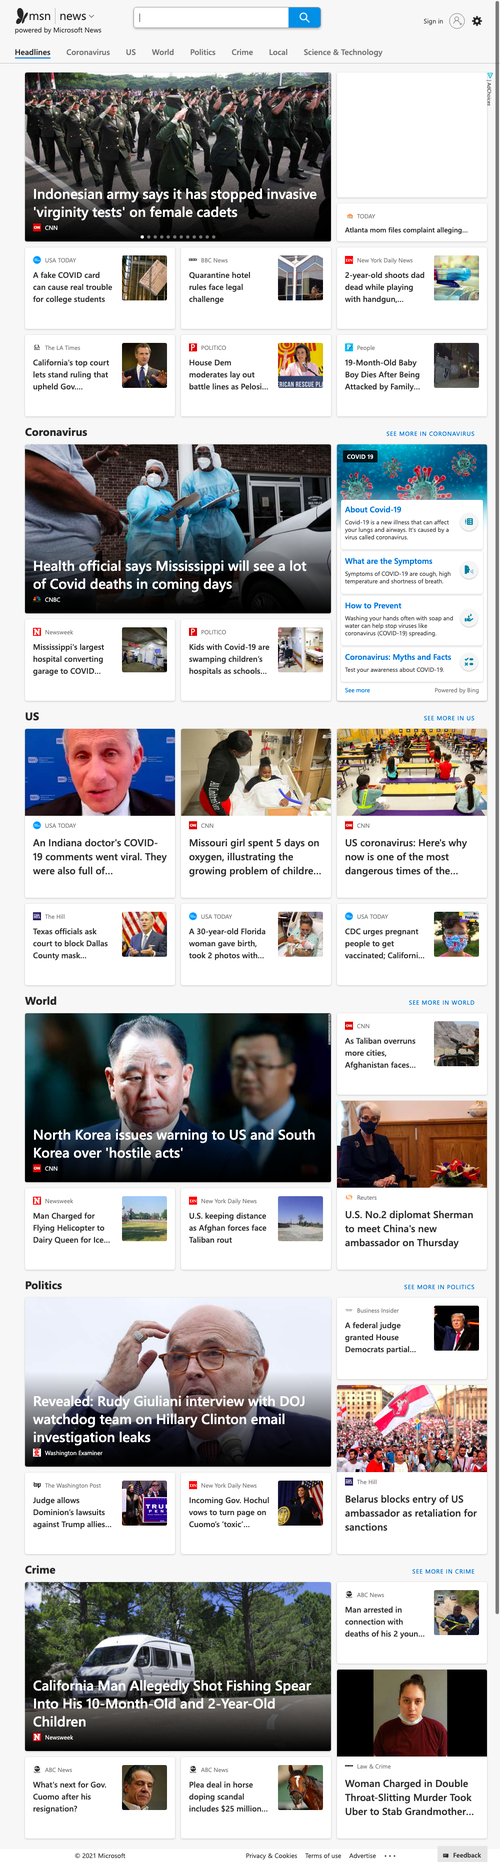 msn news
powered by Microsoft News
Sign in
Headlines Coronavirus US World Politics Crime Local Science & Technology
Indonesian army says it has stopped invasive
'virginity tests' on female cadets
CNN
AdChoices
TODAY
Atlanta mom files complaint alleging...
USA TODAY
A fake COVID card
can cause real trouble
for college students
BBC News
Quarantine hotel
rules face legal
challenge
New York Daily News
2-year-old shoots dad
dead while playing
with handgun,...
The LA Times
California's top court
lets stand ruling that
upheld Gov....
POLITICO
House Dem
moderates lay out
battle lines as Pelosi...
RICAN RESCUE PL
People
19-Month-Old Baby
Boy Dies After Being
Attacked by Family...
Coronavirus
SEE MORE IN CORONAVIRUS
Health official says Mississippi will see a lot
of Covid deaths in coming days
CNBC
COVID 19
About Covid-19
Covid-19 is a new illness that can affect
your lungs and airways. It's caused by a
virus called coronavirus.
What are the Symptoms
Symptoms of COVID-19 are cough, high
temperature and shortness of breath.
How to Prevent
Washing your hands often with soap and
water can help stop viruses like
coronavirus (COVID-19) spreading.
Coronavirus: Myths and Facts
Test your awareness about COVID-19.
See more
Powered by Bing
Newsweek
Mississippi's largest
hospital converting
garage to COVID...
POLITICO
Kids with Covid-19 are
swamping children's
hospitals as schools...
US
SEE MORE IN US
USA TODAY
An Indiana doctor's COVID-
19 comments went viral. They
were also full of...
CNN
Missouri girl spent 5 days on
oxygen, illustrating the
growing problem of childre...
CNN
US coronavirus: Here's why
now is one of the most
dangerous times of the...
The Hill
Texas officials ask
court to block Dallas
County mask...
USA TODAY
A 30-year-old Florida
woman gave birth,
took 2 photos with...
USA TODAY
CDC urges pregnant
people to get
vaccinated; Californi...
World
SEE MORE IN WORLD
North Korea issues warning to US and South
Korea over 'hostile acts'
CNN
CNN
As Taliban overruns
more cities,
Afghanistan faces...
Reuters
U.S. No.2 diplomat Sherman
to meet China's new
ambassador on Thursday
Newsweek
Man Charged for
Flying Helicopter to
Dairy Queen for Ice...
New York Daily News
U.S. keeping distance
as Afghan forces face
Taliban rout
Politics
SEE MORE IN POLITICS
Revealed: Rudy Giuliani interview with DOJ
watchdog team on Hillary Clinton email
investigation leaks
Washington Examiner
Business Insider
A federal judge
granted House
Democrats partial...
The Hill
Belarus blocks entry of US
ambassador as retaliation for
sanctions
The Washington Post
Judge allows
Dominion's lawsuits
against Trump allies...
New York Daily News
Incoming Gov. Hochul
vows to turn page on
Cuomo's 'toxic'...
Crime
SEE MORE IN CRIME
California Man Allegedly Shot Fishing Spear
Into His 10-Month-Old and 2-Year-Old
Children
Newsweek
ABC News
Man arrested in
connection with
deaths of his 2 youn...
Law & Crime
Woman Charged in Double
Throat-Slitting Murder Took
Uber to Stab Grandmother...
ABC News
What's next for Gov.
Cuomo after his
resignation?
ABC News
Plea deal in horse
doping scandal
includes $25 million...
© 2021 Microsoft
Privacy & Cookies Terms of use Advertise
Feedback